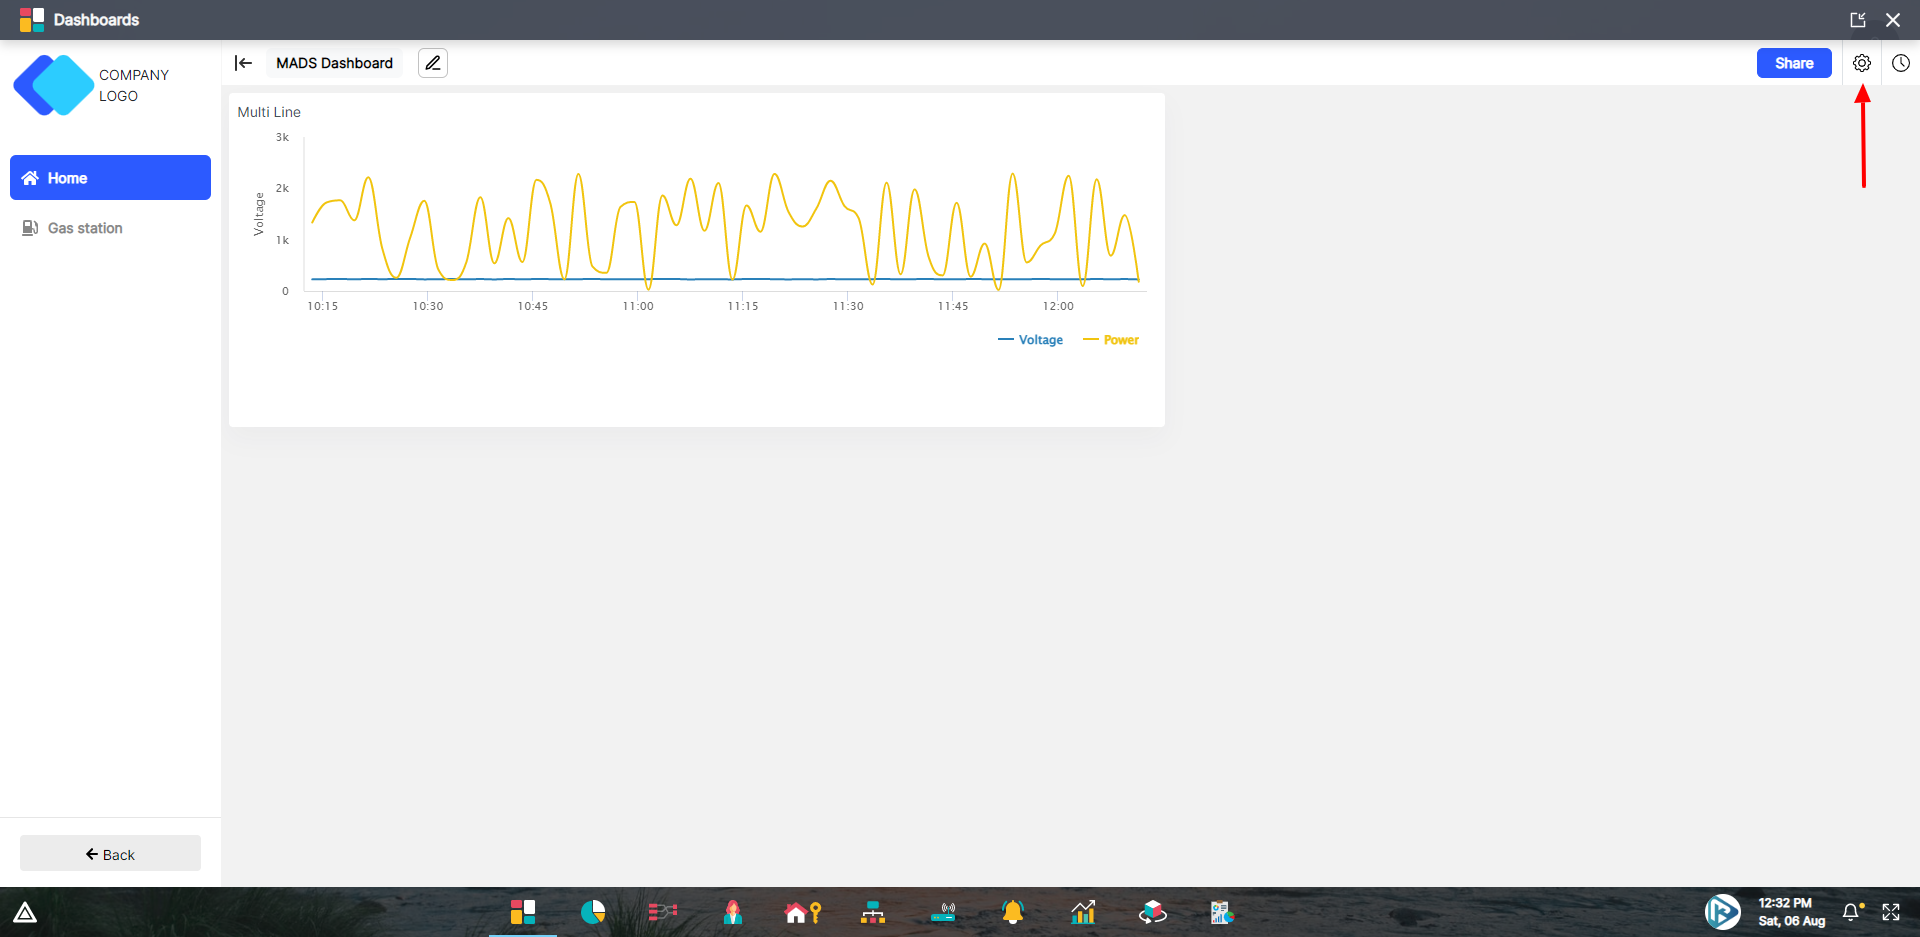 Dashboards
COMPANY
LOGO
MADS Dashboard
Share
Home
Gas station
Multi Line
3k
2k
1k
0
Voltage
10:15
10:30
10:45
11:00
11:15
11:30
11:45
12:00
Voltage
Power
Back
12:32 PM
Sat, 06 Aug